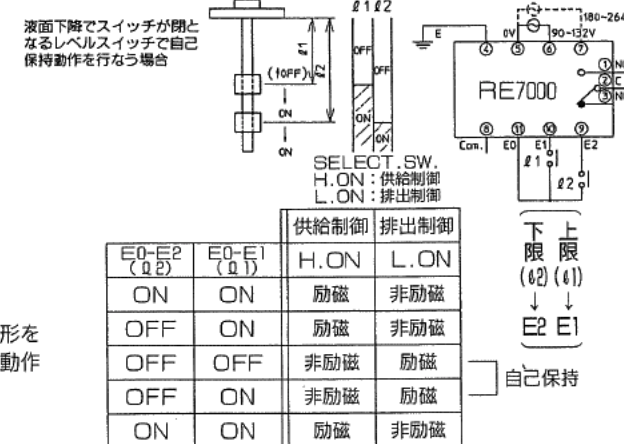 液面下降でスイッチが閉と
なるレベルスイッチで自己
保持動作を行なう場合
ℓ1
ℓ2
(↑OFF)
↓
ON
↓
ON
ℓ1 ℓ2
OFF
OFF
ON
ON
E
0V
90-132V
180-264
④ ⑤ ⑥ ⑦
RE7000
①
② C
③
⑧ ⑪ ⑩ ⑨
Com. E0 E1 E2
ℓ1
ℓ2
SELECT.SW.
H.ON:供給制御
L.ON:排出制御
下限 上限
(ℓ2) (ℓ1)
↓ ↓
E2 E1
供給制御 排出制御
E0-E2 (ℓ2) E0-E1 (ℓ1) H.ON L.ON
ON ON 励磁 非励磁
OFF ON 励磁 非励磁
OFF OFF 非励磁 励磁
OFF ON 非励磁 励磁
ON ON 励磁 非励磁
自己保持
形を
動作